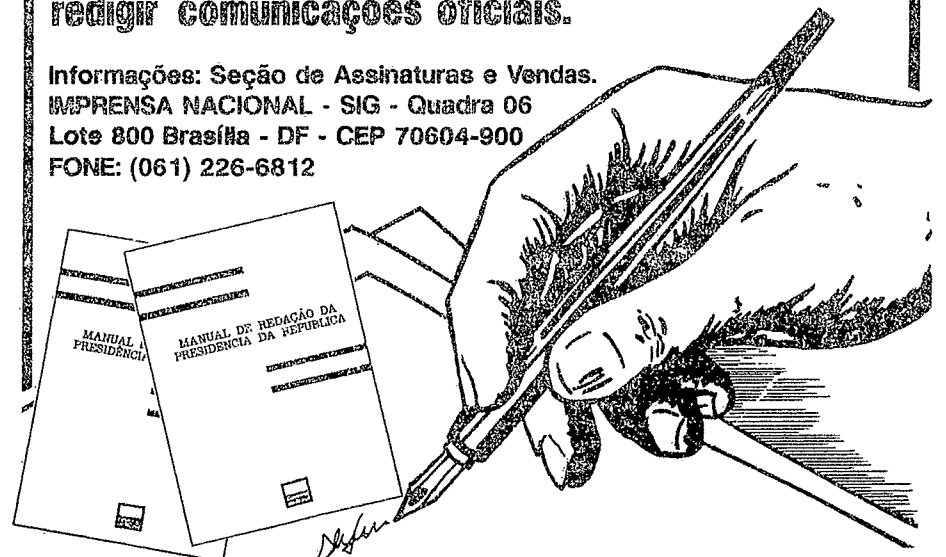 redigir comunicações oficiais.
Informações: Seção de Assinaturas e Vendas.
IMPRENSA NACIONAL - SIG - Quadra 06
Lote 800 Brasília - DF - CEP 70604-900
FONE: (061) 226-6812
MANUAL
PRESIDÊNCIA
MANUAL DE REDAÇÃO DA
PRESIDÊNCIA DA REPÚBLICA